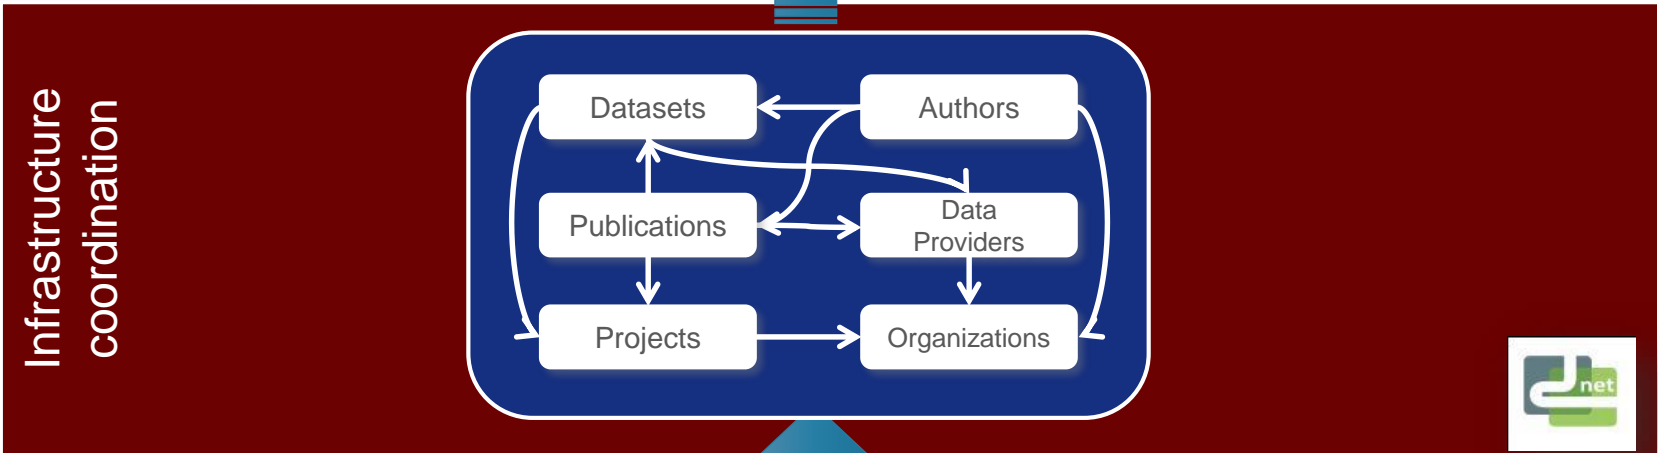 Infrastructure
coordination
Datasets
Authors
Publications
Data
Providers
Projects
Organizations
net